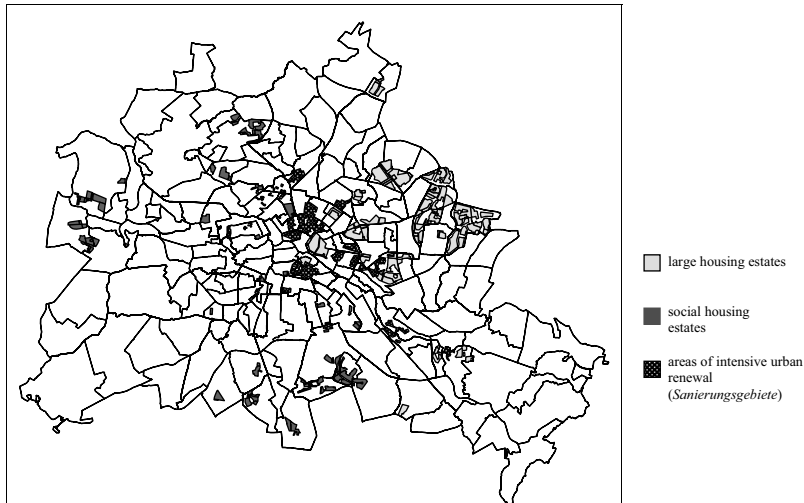 large housing estates
social housing
estates
areas of intensive urban
renewal
(Sanierungsgebiete)